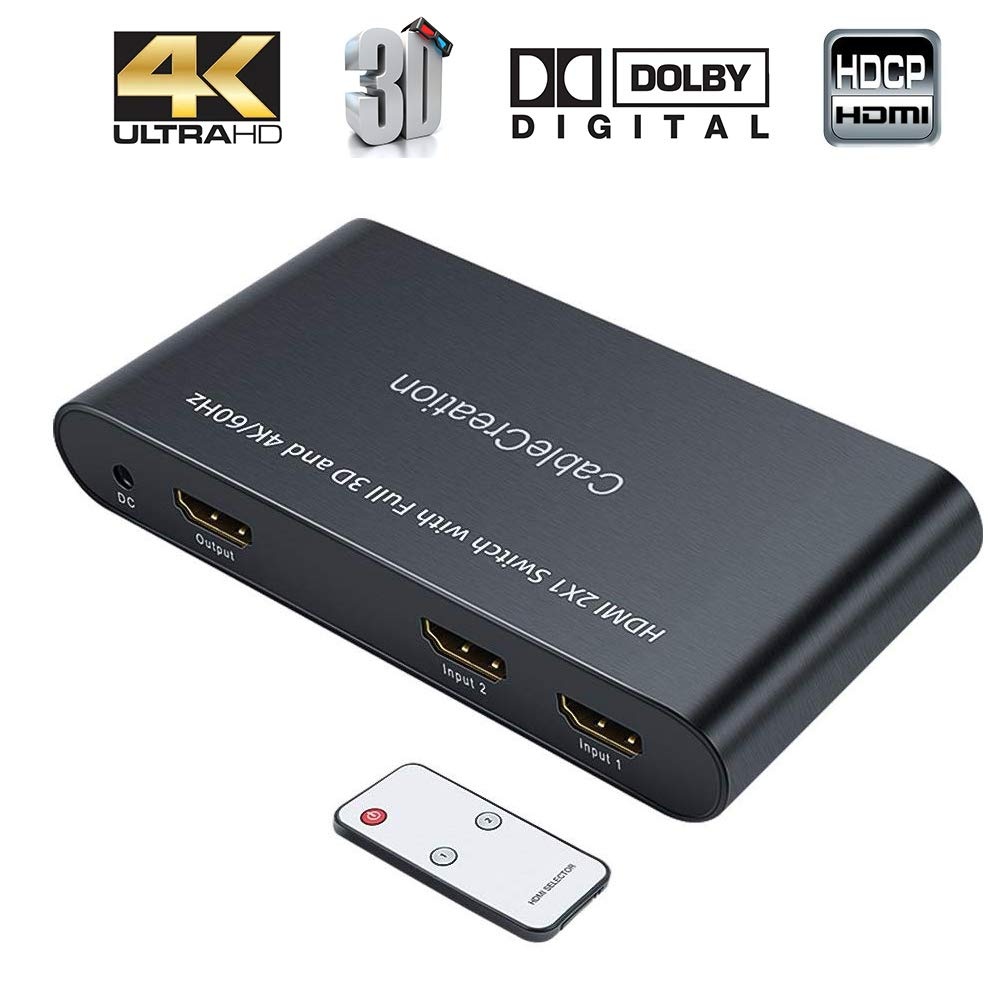 4K
ULTRAHD
3D
DOLBY
DIGITAL
HDCP
HDMI
CableCreation
HDMI 2X1 Switch with Full 3D and 4K/60Hz
DC
Output
Input 2
Input 1
2
1
HDMI SELECTOR